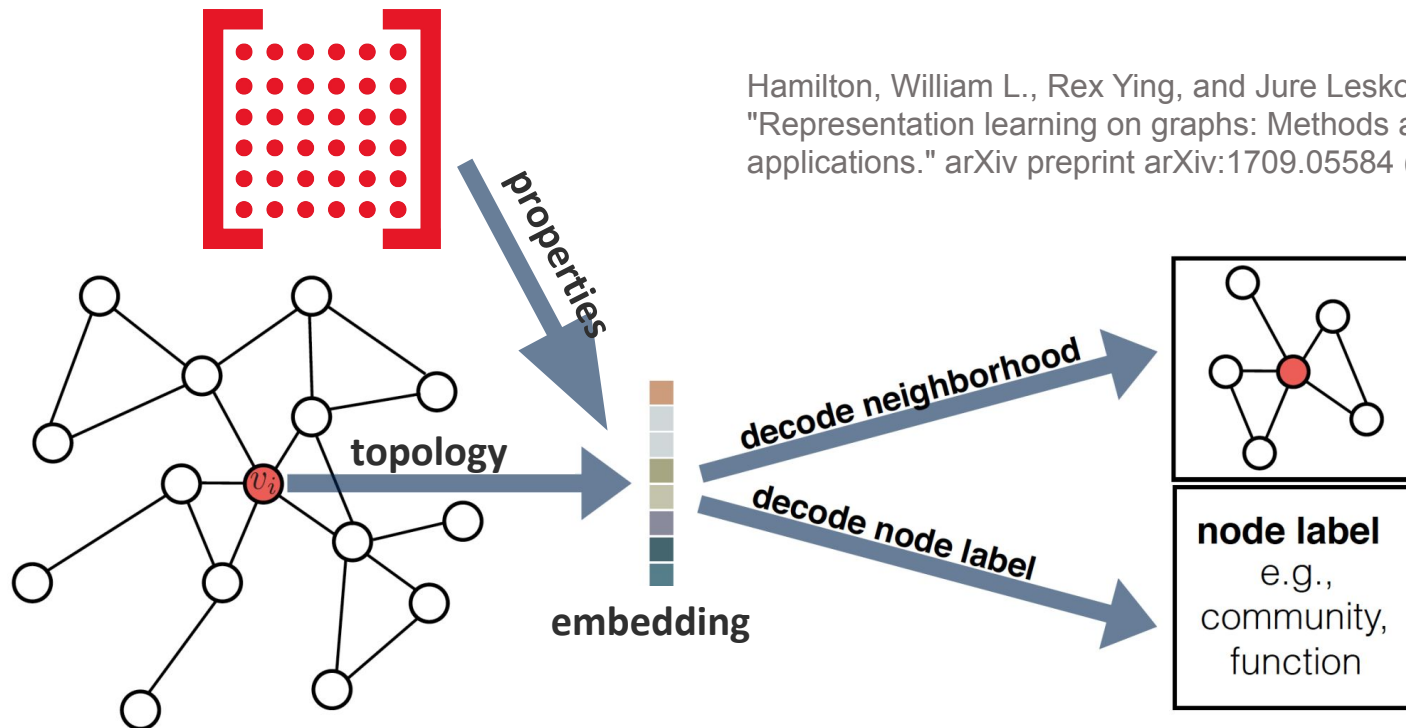 Hamilton, William L., Rex Ying, and Jure Lesko
"Representation learning on graphs: Methods a
applications." arXiv preprint arXiv:1709.05584 (
properties
topology
v_i
embedding
decode neighborhood
decode node label
node label
e.g.,
community,
function